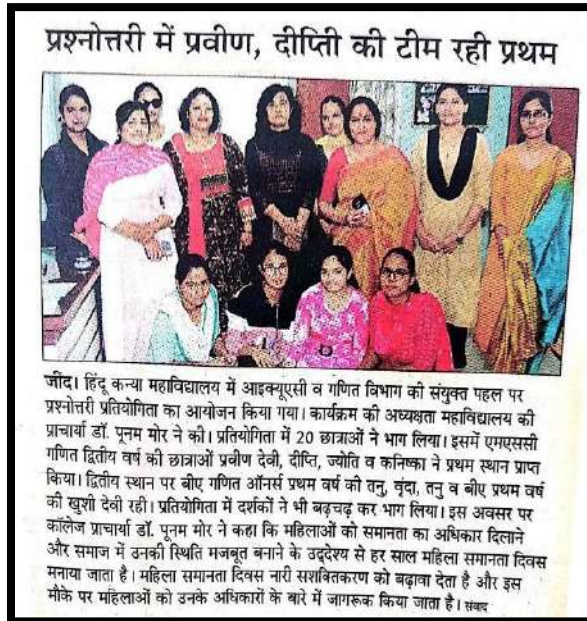 प्रश्नोत्तरी में प्रवीण, दीप्तिी की टीम रही प्रथम
जींद। हिंदू कन्या महाविद्यालय में आइक्यूएसी व गणित विभाग की संयुक्त पहल पर
प्रश्नोत्तरी प्रतियोगिता का आयोजन किया गया। कार्यक्रम की अध्यक्षता महाविद्यालय की
प्राचार्या डॉ. पूनम मोर ने की। प्रतियोगिता में 20 छात्राओं ने भाग लिया। इसमें एमएससी
गणित द्वितीय वर्ष की छात्राओं प्रवीण देवी, दीप्ति, ज्योति व कनिष्का ने प्रथम स्थान प्राप्त
किया। द्वितीय स्थान पर बीए गणित ऑनर्स प्रथम वर्ष की तनु, वृंदा, तनु व बीए प्रथम वर्ष
की खुशी देवी रही। प्रतियोगिता में दर्शकों ने भी बढ़चढ़ कर भाग लिया। इस अवसर पर
कॉलेज प्राचार्या डॉ. पूनम मोर ने कहा कि महिलाओं को समानता का अधिकार दिलाने
और समाज में उनकी स्थिति मजबूत बनाने के उद्देश्य से हर साल महिला समानता दिवस
मनाया जाता है। महिला समानता दिवस नारी सशक्तिकरण को बढ़ावा देता है और इस
मौके पर महिलाओं को उनके अधिकारों के बारे में जागरूक किया जाता है। संवाद